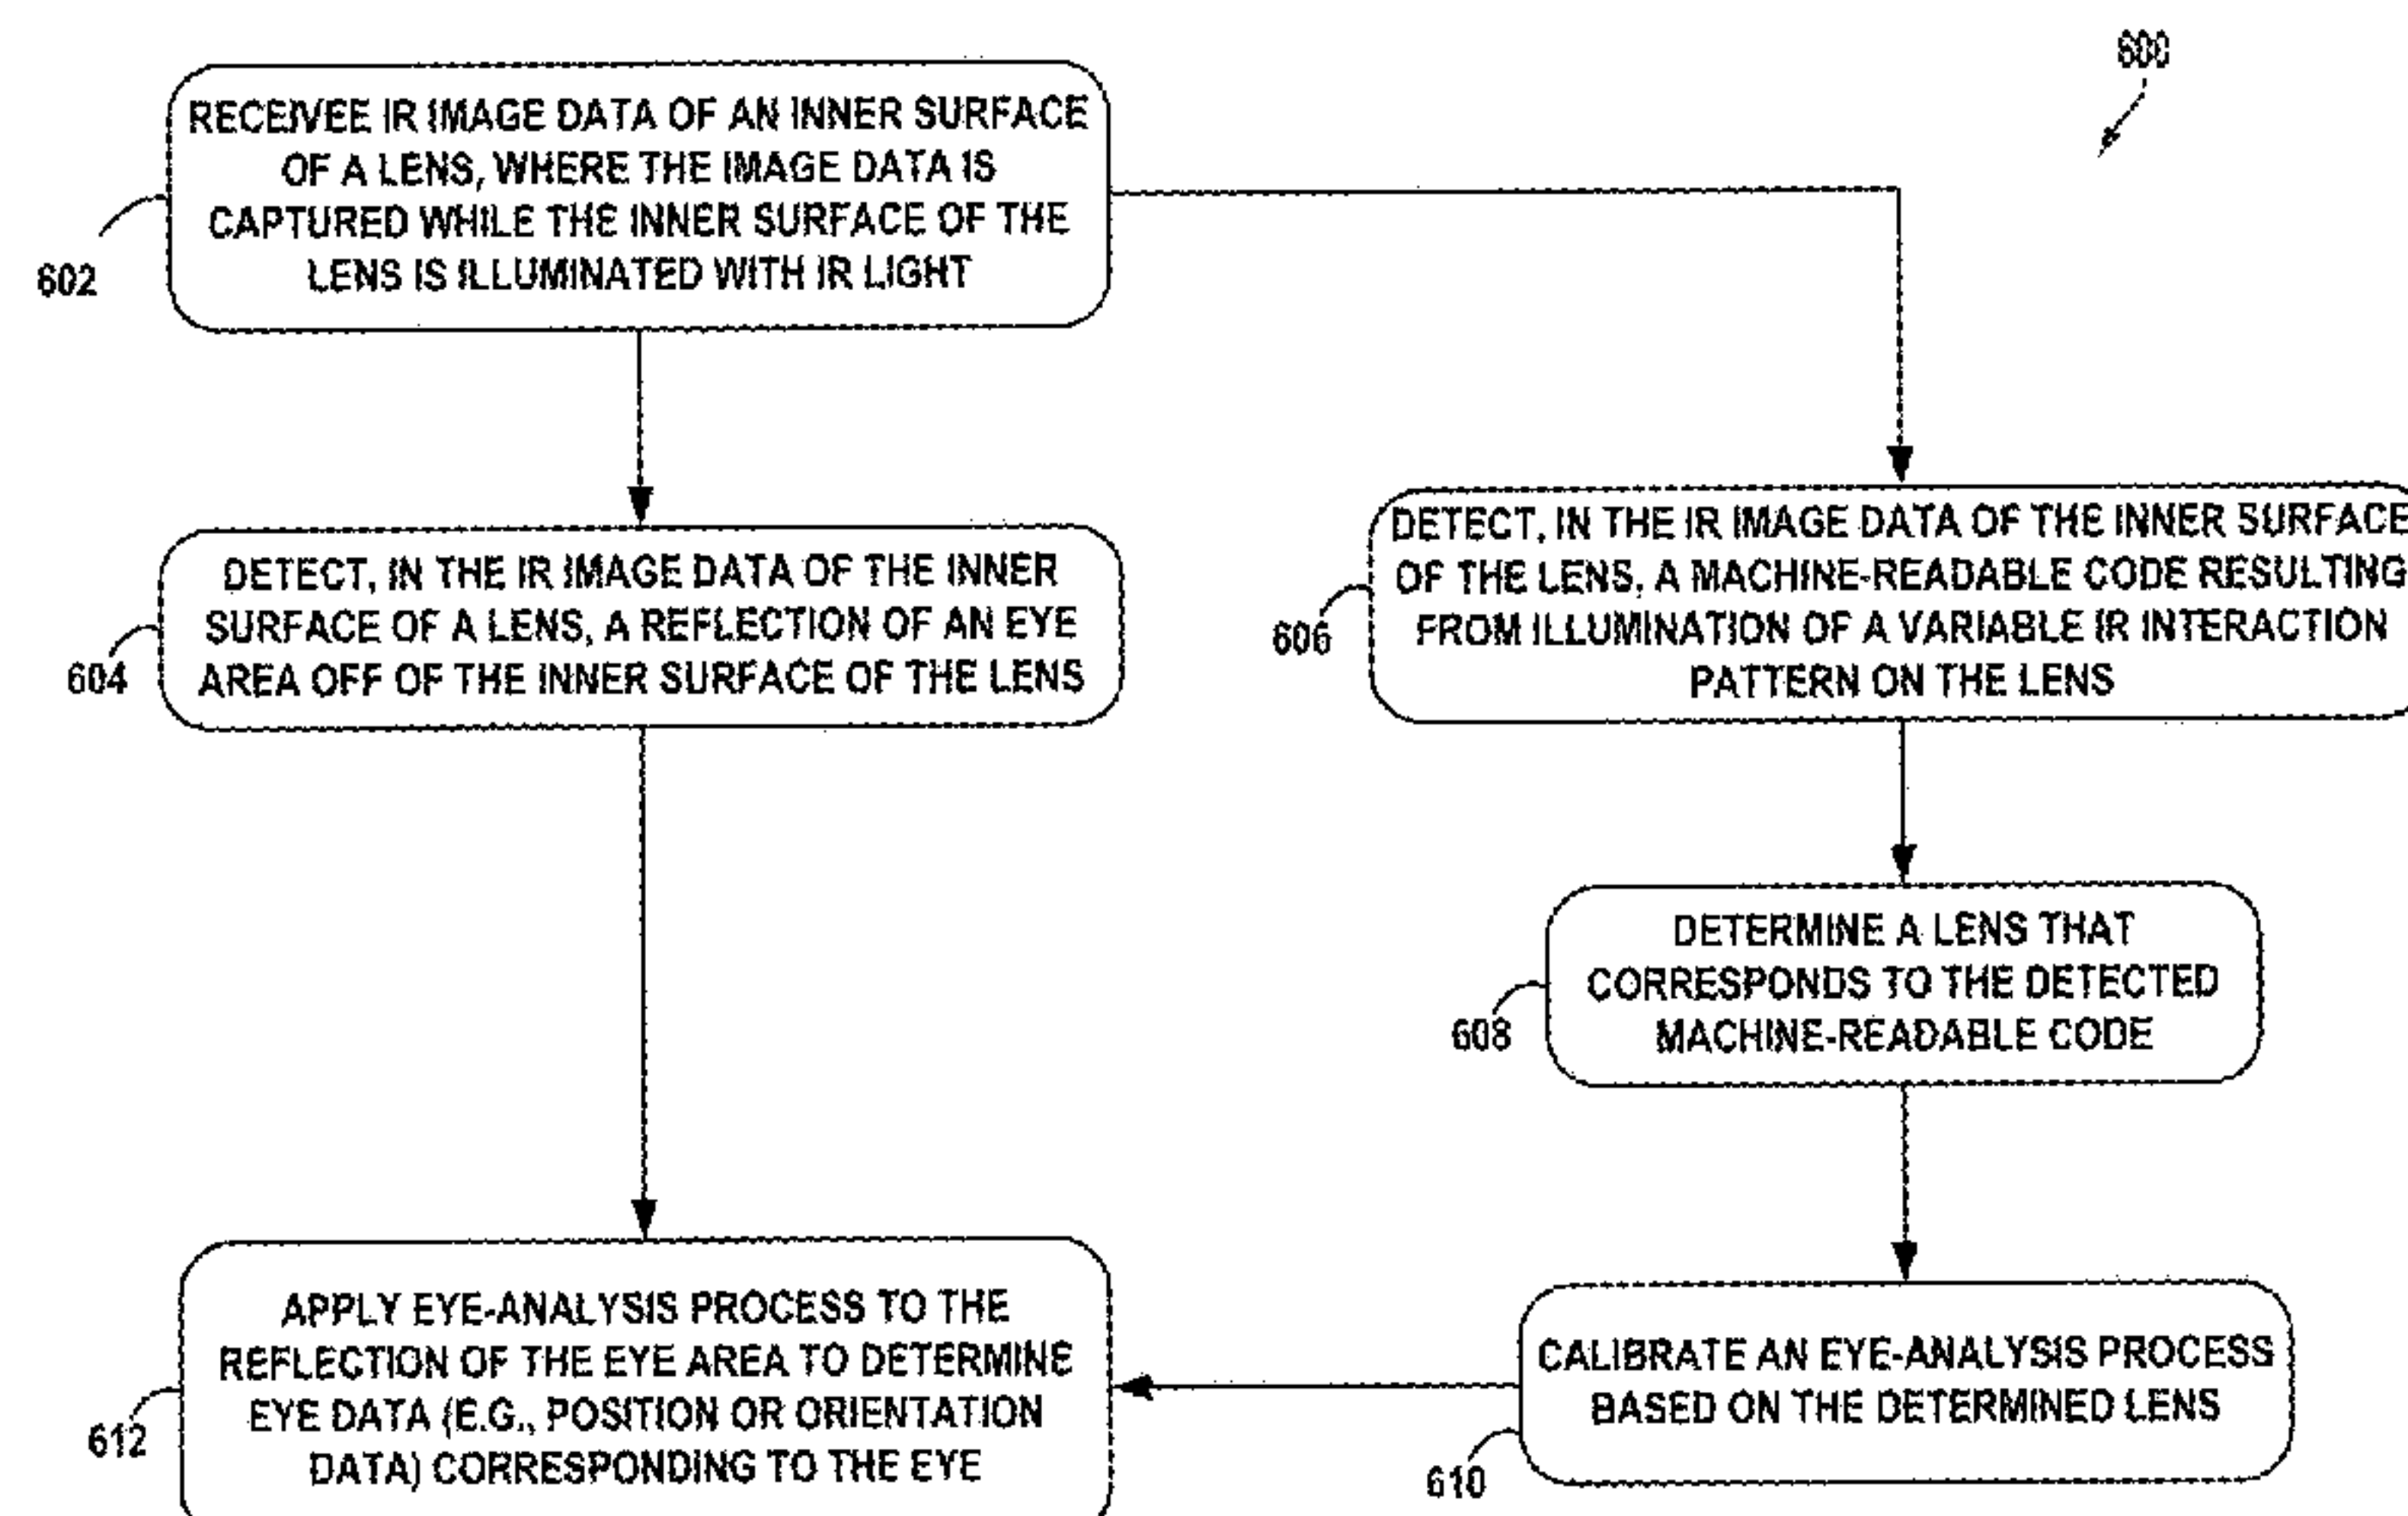 600
RECEIVEE IR IMAGE DATA OF AN INNER SURFACE
OF A LENS, WHERE THE IMAGE DATA IS
CAPTURED WHILE THE INNER SURFACE OF THE
LENS IS ILLUMINATED WITH IR LIGHT
602
DETECT, IN THE IR IMAGE DATA OF THE INNER
SURFACE OF A LENS, A REFLECTION OF AN EYE
AREA OFF OF THE INNER SURFACE OF THE LENS
604
DETECT, IN THE IR IMAGE DATA OF THE INNER SURFACE
OF THE LENS, A MACHINE-READABLE CODE RESULTING
FROM ILLUMINATION OF A VARIABLE IR INTERACTION
PATTERN ON THE LENS
606
DETERMINE A LENS THAT
CORRESPONDS TO THE DETECTED
MACHINE-READABLE CODE
608
CALIBRATE AN EYE-ANALYSIS PROCESS
BASED ON THE DETERMINED LENS
610
APPLY EYE-ANALYSIS PROCESS TO THE
REFLECTION OF THE EYE AREA TO DETERMINE
EYE DATA (E.G., POSITION OR ORIENTATION
DATA) CORRESPONDING TO THE EYE
612